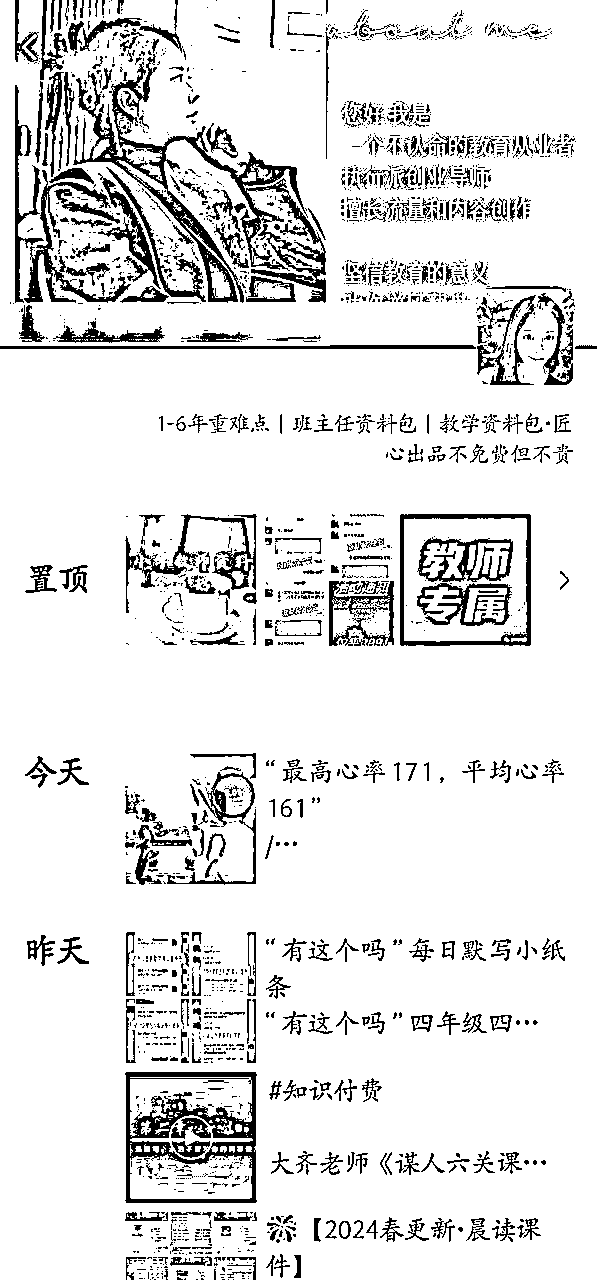 about me
您好 我是
一个不认命的教育从业者
执行派创业导师
擅长流量和内容创作
坚信教育的意义
1-6年重难点 | 班主任资料包 | 教学资料包·匠
心出品不免费但不贵
置顶
教师
专属
今天
“最高心率171，平均心率
161”
/…
昨天
“有这个吗”每日默写小纸
条
“有这个吗”四年级四…
#知识付费
大齐老师《谋人六关课…
【2024春更新·晨读课
件】